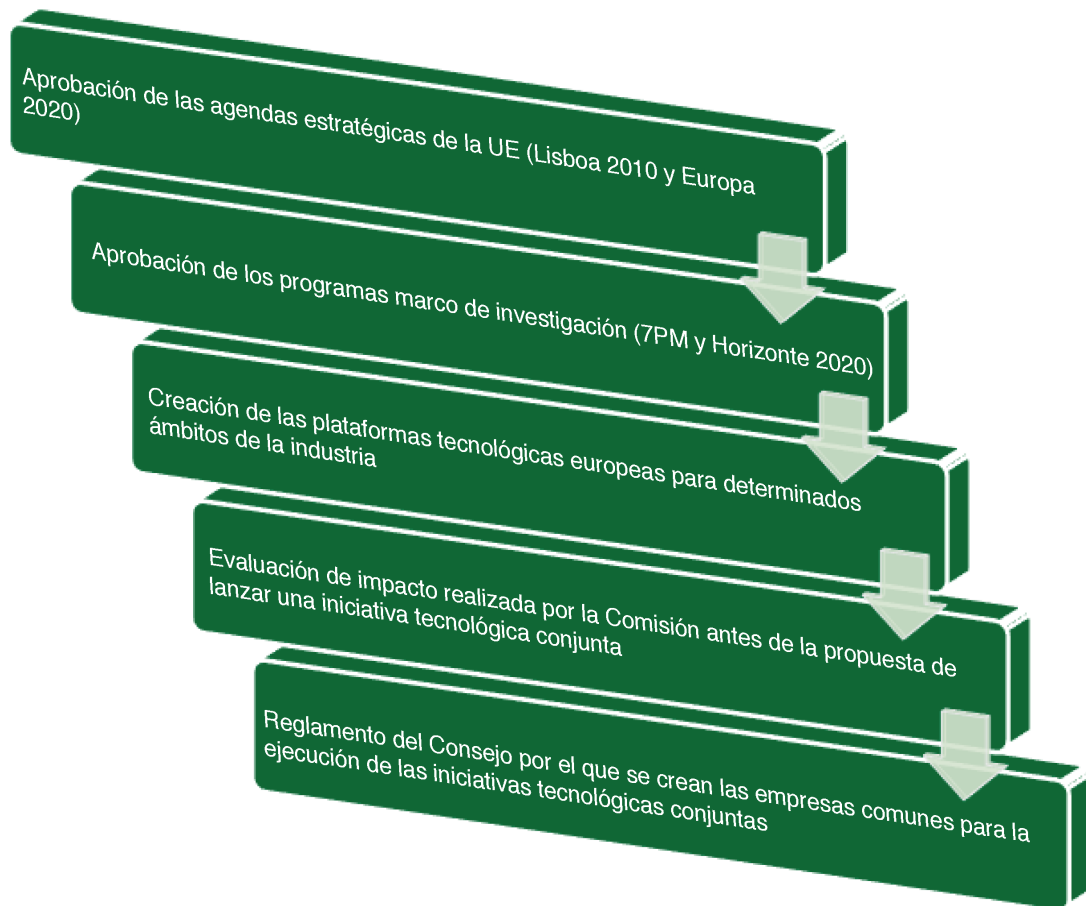 Aprobación de las agendas estratégicas de la UE (Lisboa 2010 y Europa
2020)
Aprobación de los programas marco de investigación (7PM y Horizonte 2020)
Creación de las plataformas tecnológicas europeas para determinados
ámbitos de la industria
Evaluación de impacto realizada por la Comisión antes de la propuesta de
lanzar una iniciativa tecnológica conjunta
Reglamento del Consejo por el que se crean las empresas comunes para la
ejecución de las iniciativas tecnológicas conjuntas